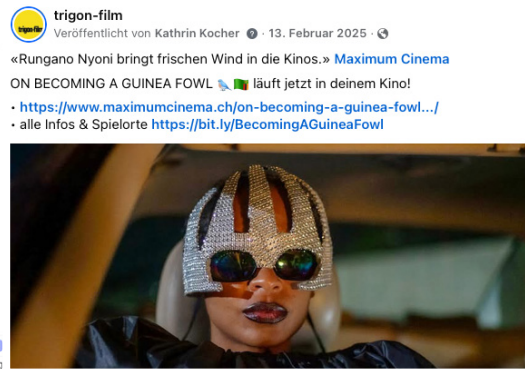 trigon-film
trigon-film
Veröffentlicht von Kathrin Kocher · 13. Februar 2025 ·
«Rungano Nyoni bringt frischen Wind in die Kinos.» Maximum Cinema
ON BECOMING A GUINEA FOWL 🐦🇿🇲 läuft jetzt in deinem Kino!
• https://www.maximumcinema.ch/on-becoming-a-guinea-fowl.../
• alle Infos & Spielorte https://bit.ly/BecomingAGuineaFowl